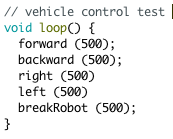 // vehicle control test
void loop() {
  forward (500);
  backward (500);
  right (500)
  left (500)
  breakRobot (500);
}